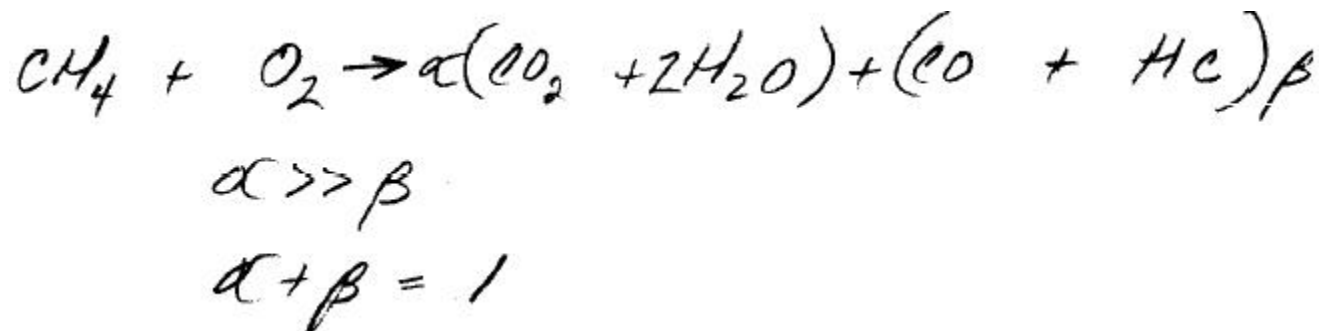 CH₄ + O₂ → α(CO₂ + 2H₂O) + (CO + HC)β
α >> β
α + β = 1